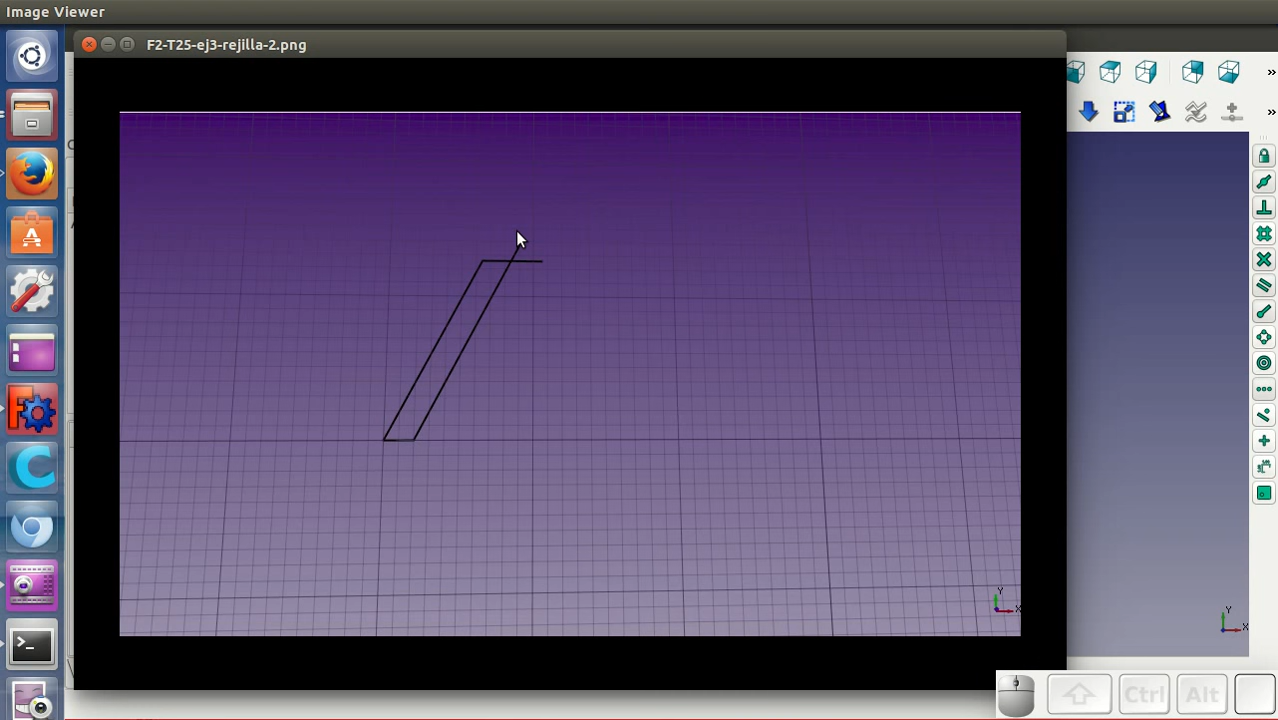 Image Viewer
F2-T25-ej3-rejilla-2.png
»
»
Y
X
Y
X
Ctrl
Alt